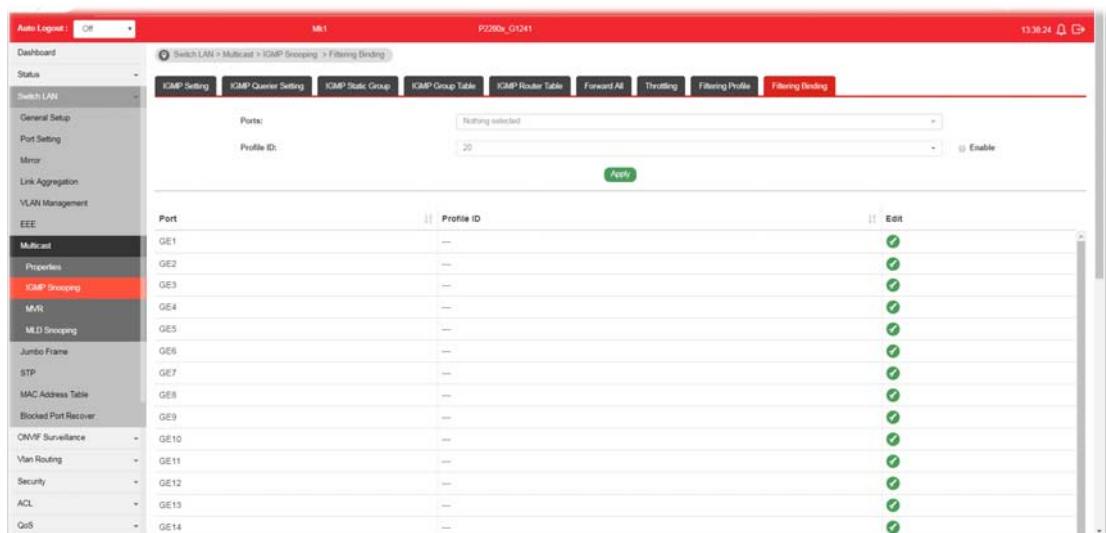 Auto Logout : Off Mk1 P2280x_G1241 13:38:24
Dashboard
Status
Switch LAN
General Setup
Port Setting
Mirror
Link Aggregation
VLAN Management
EEE
Multicast
Properties
IGMP Snooping
MVR
MLD Snooping
Jumbo Frame
STP
MAC Address Table
Blocked Port Recover
ONVIF Surveillance
Vlan Routing
Security
ACL
QoS
Switch LAN > Multicast > IGMP Snooping > Filtering Binding
IGMP Setting IGMP Querier Setting IGMP Static Group IGMP Group Table IGMP Router Table Forward All Throttling Filtering Profile Filtering Binding
Ports: Nothing selected
Profile ID: 20 Enable
Apply
Port Profile ID Edit
GE1 ---
GE2 ---
GE3 ---
GE4 ---
GE5 ---
GE6 ---
GE7 ---
GE8 ---
GE9 ---
GE10 ---
GE11 ---
GE12 ---
GE13 ---
GE14 ---